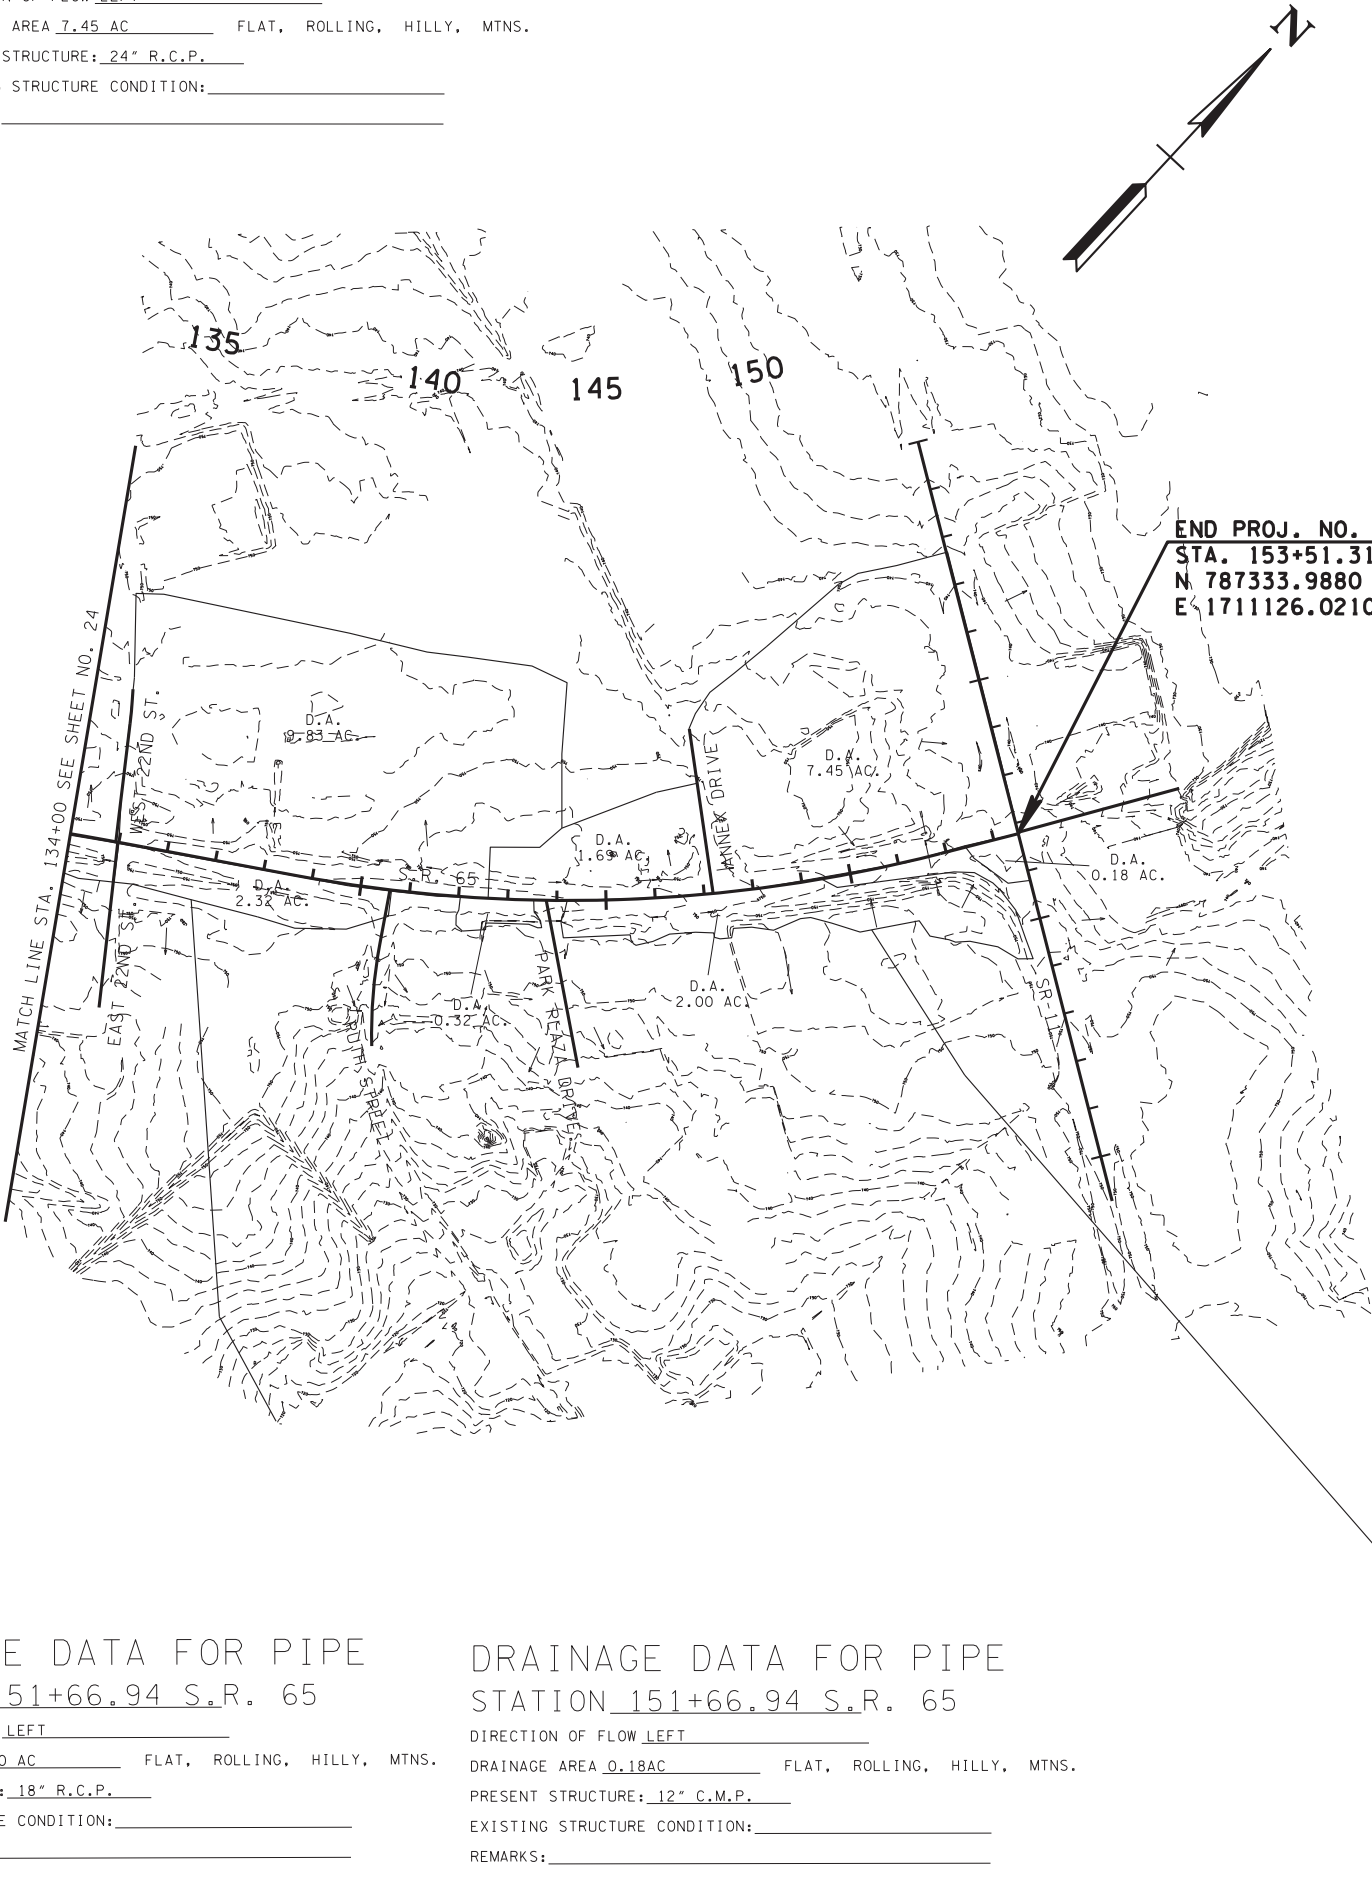 AREA 7.45 AC FLAT, ROLLING, HILLY, MTNS.
STRUCTURE: 24" R.C.P.
STRUCTURE CONDITION:
N
135
140
145
150
END PROJ. NO.
STA. 153+51.31
N 787333.9880
E 1711126.0210
MATCH LINE STA. 134+00 SEE SHEET NO. 24
WEST 22ND ST.
EAST 22ND ST.
D.A.
9.83 AC.
D.A.
2.32 AC.
S.R. 65
D.A.
1.69 AC.
ANNEX DRIVE
D.A.
7.45 AC.
D.A.
0.18 AC.
D.A.
0.32 AC.
PARK PLAZA DRIVE
D.A.
2.00 AC.
RUTH STREET
SR-11
E DATA FOR PIPE
51+66.94 S.R. 65
LEFT
0 AC FLAT, ROLLING, HILLY, MTNS.
: 18" R.C.P.
E CONDITION:
DRAINAGE DATA FOR PIPE
STATION 151+66.94 S.R. 65
DIRECTION OF FLOW LEFT
DRAINAGE AREA 0.18AC FLAT, ROLLING, HILLY, MTNS.
PRESENT STRUCTURE: 12" C.M.P.
EXISTING STRUCTURE CONDITION:
REMARKS: